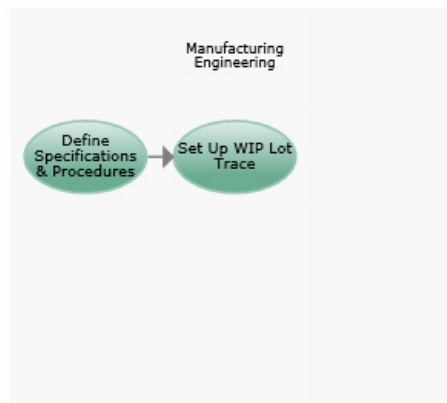 Manufacturing
Engineering
Define
Specifications
& Procedures
Set Up WIP Lot
Trace